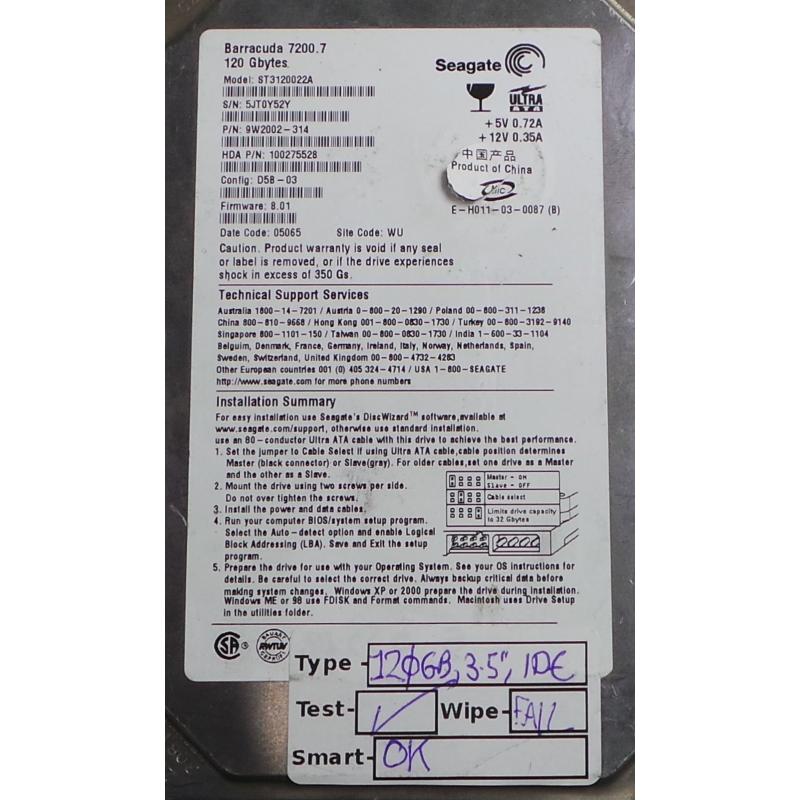 Barracuda 7200.7
120 Gbytes
Seagate
Model: ST3120022A
S/N: 5JT0Y52Y
ULTRA
ATA
P/N: 9W2002-314
+5V 0.72A
+12V 0.35A
HDA P/N: 100275528
中国产品
Product of China
Config: D5B-03
Firmware: 8.01
E-H011-03-0087 (B)
Date Code: 05065 Site Code: WU
Caution. Product warranty is void if any seal
or label is removed, or if the drive experiences
shock in excess of 350 Gs.
Technical Support Services
Australia 1800-14-7201 / Austria 0-800-20-1290 / Poland 00-800-311-1238
China 800-810-9668 / Hong Kong 001-800-0830-1730 / Turkey 00-800-3192-9140
Singapore 800-1101-150 / Taiwan 00-800-0830-1730 / India 1-600-33-1104
Belguim, Denmark, France, Germany, Ireland, Italy, Norway, Netherlands, Spain,
Sweden, Switzerland, United Kingdom 00-800-4732-4283
Other European countries 001 (0) 405 324-4714 / USA 1-800-SEAGATE
http://www.seagate.com for more phone numbers
Installation Summary
For easy installation use Seagate's DiscWizard™ software,available at
www.seagate.com/support, otherwise use standard installation.
use an 80-conductor Ultra ATA cable with this drive to achieve the best performance.
1. Set the jumper to Cable Select if using Ultra ATA cable,cable position determines
Master (black connector) or Slave(gray). For older cables,set one drive as a Master
and the other as a Slave.
2. Mount the drive using two screws per side.
Do not over tighten the screws.
3. Install the power and data cables.
4. Run your computer BIOS/system setup program.
Select the Auto-detect option and enable Logical
Block Addressing (LBA). Save and Exit the setup
program.
Master - ON
Slave - OFF
Cable select
Limits drive capacity
to 32 Gbytes
5. Prepare the drive for use with your Operating System. See your OS instructions for
details. Be careful to select the correct drive. Always backup critical data before
making system changes. Windows XP or 2000 prepare the drive during installation.
Windows ME or 98 use FDISK and Format commands. Macintosh uses Drive Setup
in the utilities folder.
SA
RWTUV
Type - 120GB, 3.5", IDE
Test- ✓ Wipe- FAIL
Smart- OK